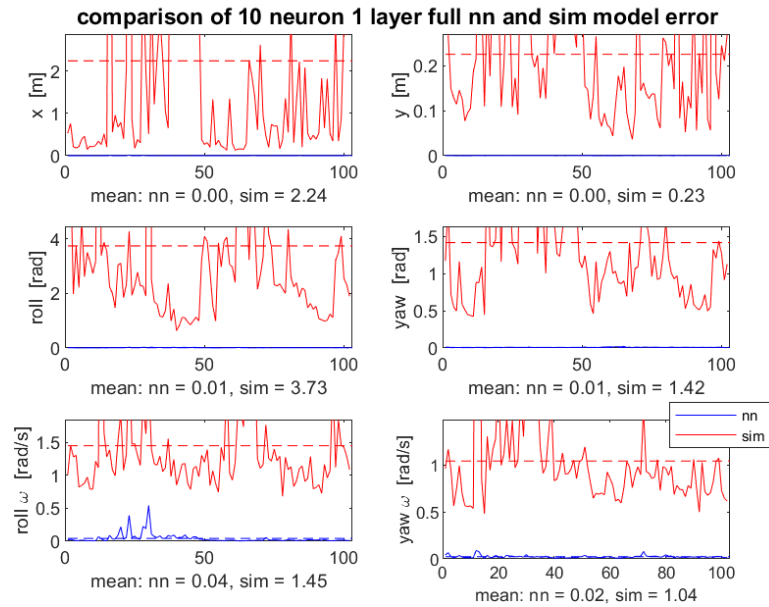 comparison of 10 neuron 1 layer full nn and sim model error
x [m]
2
1
0
0 50 100
mean: nn = 0.00, sim = 2.24
y [m]
0.2
0.1
0
0 50 100
mean: nn = 0.00, sim = 0.23
roll [rad]
4
2
0
0 50 100
mean: nn = 0.01, sim = 3.73
yaw [rad]
1.5
1
0.5
0
0 50 100
mean: nn = 0.01, sim = 1.42
roll ω [rad/s]
1.5
1
0.5
0
0 50 100
mean: nn = 0.04, sim = 1.45
nn
sim
yaw ω [rad/s]
1
0.5
0
0 20 40 60 80 100
mean: nn = 0.02, sim = 1.04